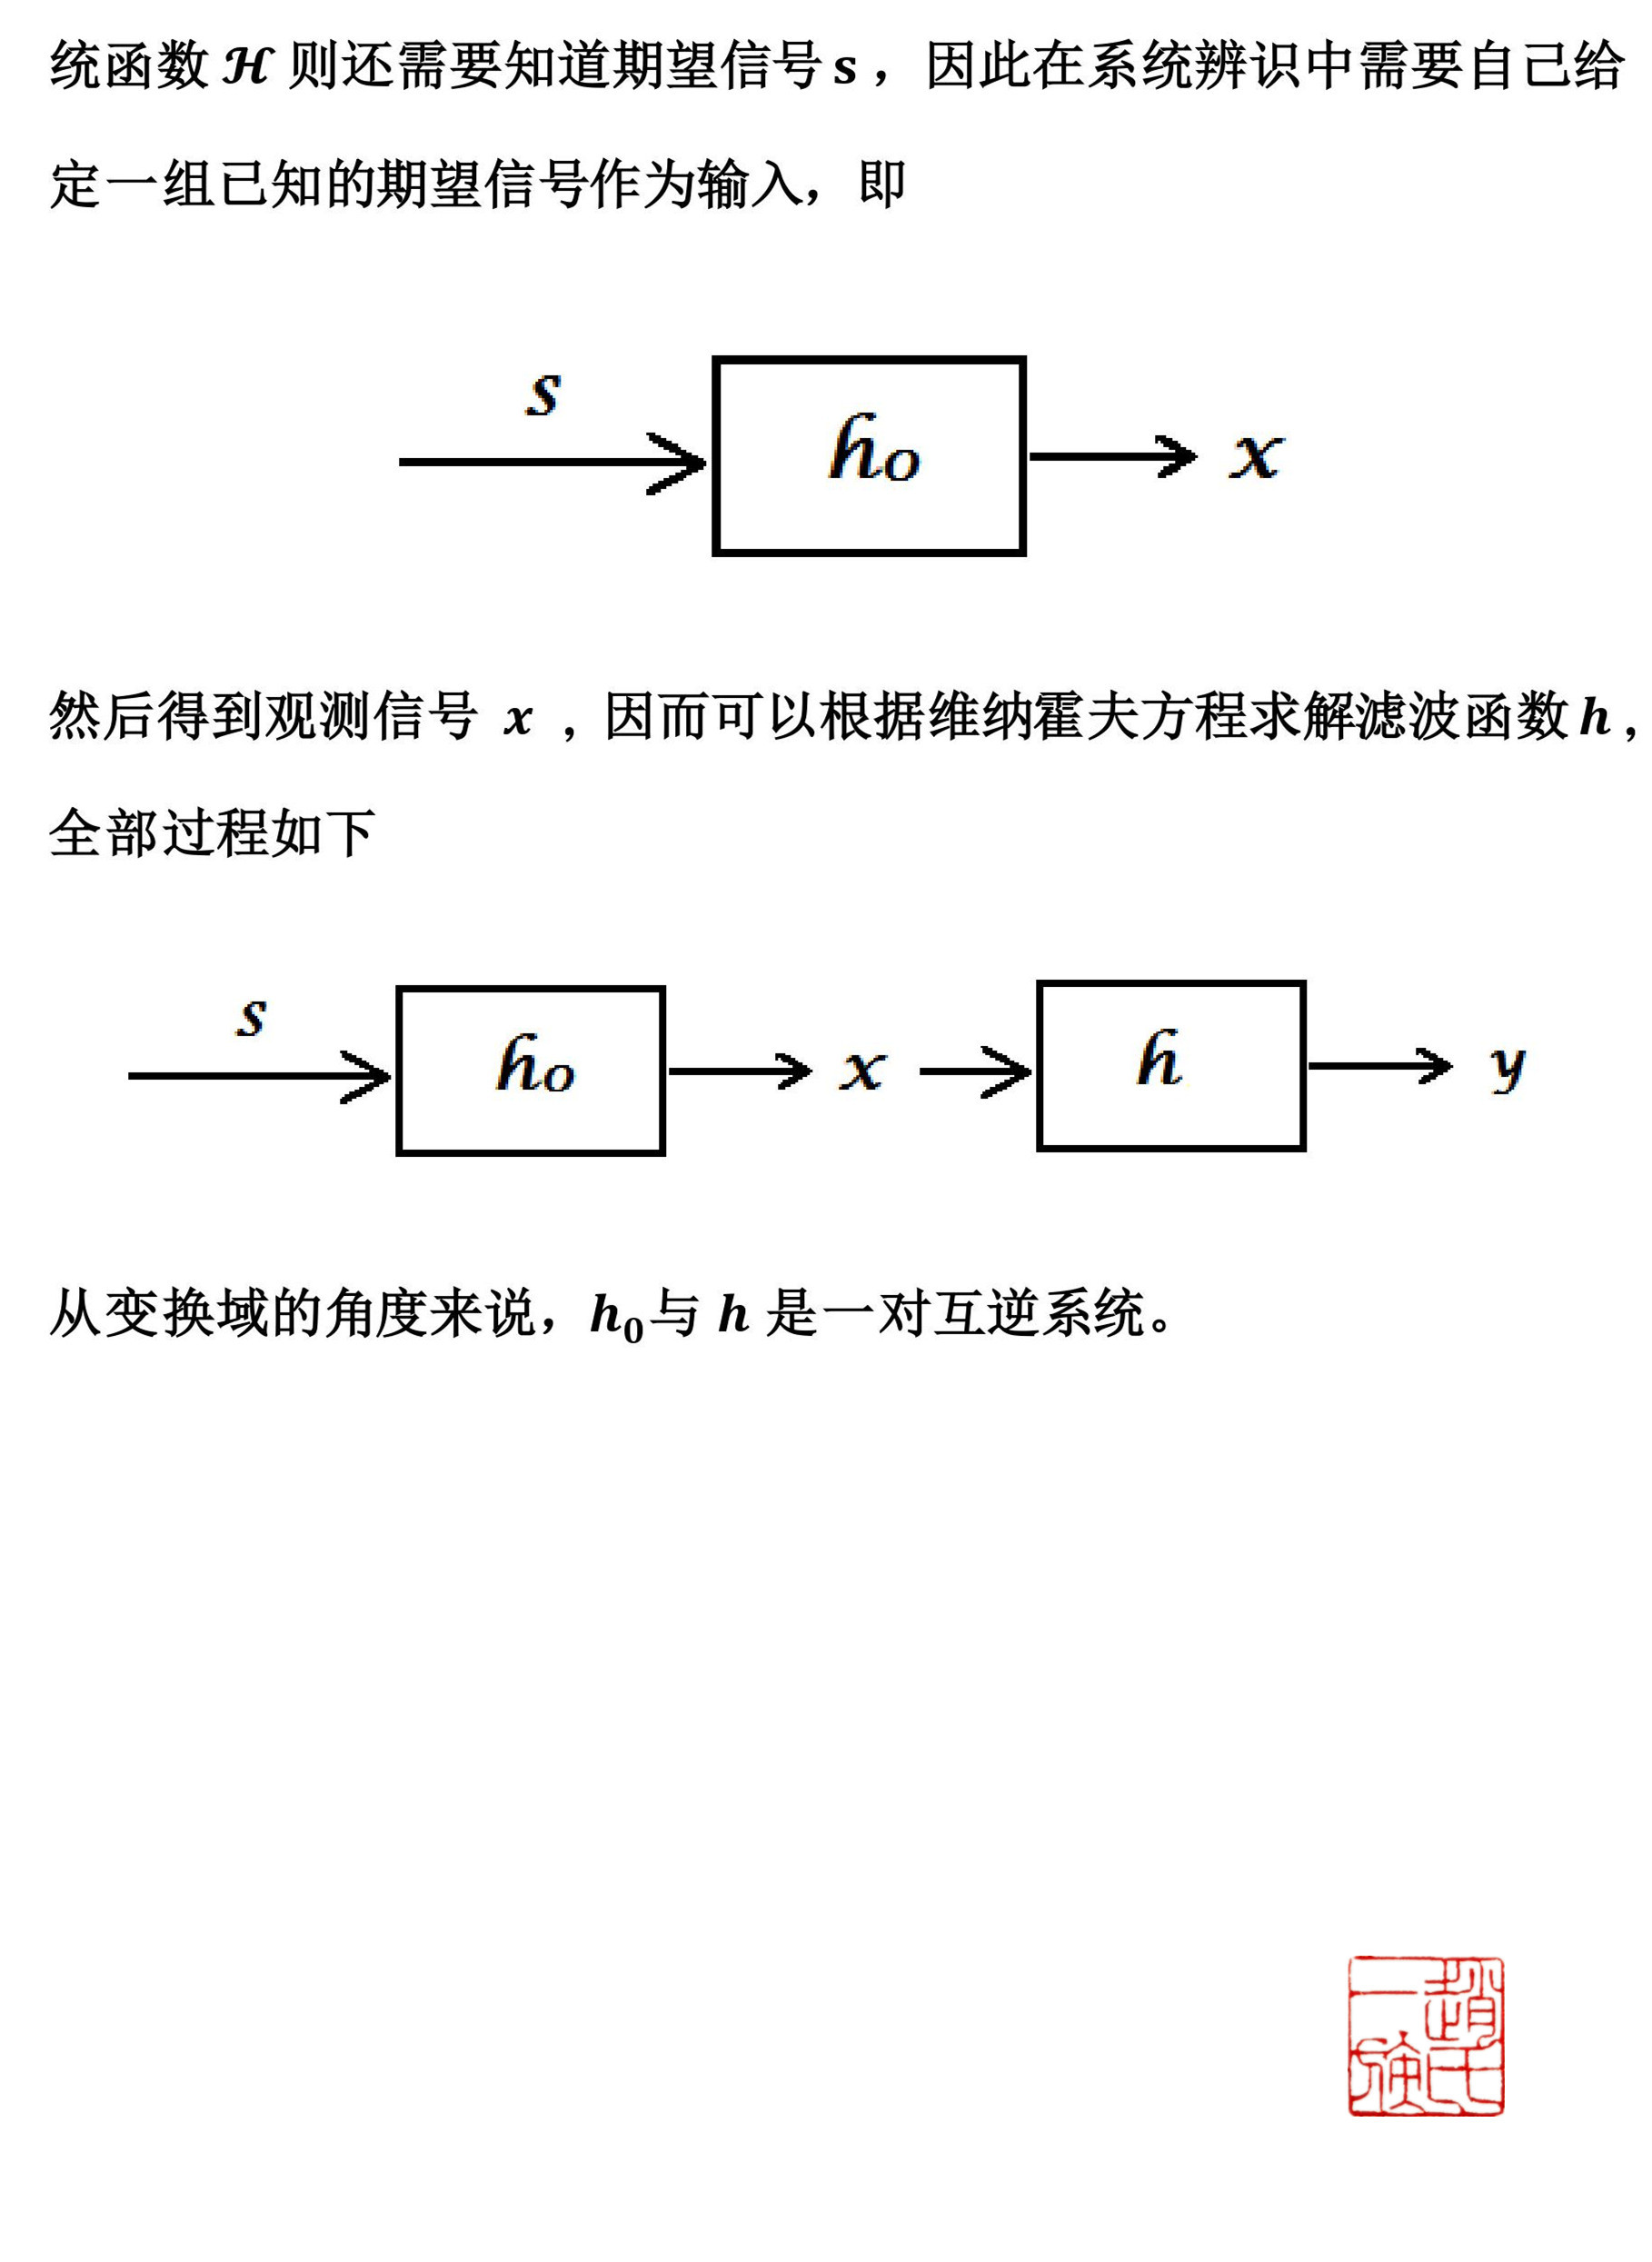 统函数 ℋ 则还需要知道期望信号 s ，因此在系统辨识中需要自己给
定一组已知的期望信号作为输入，即
s h₀ x
然后得到观测信号 x ，因而可以根据维纳霍夫方程求解滤波函数 h ，
全部过程如下
s h₀ x h y
从变换域的角度来说，h₀与 h 是一对互逆系统。